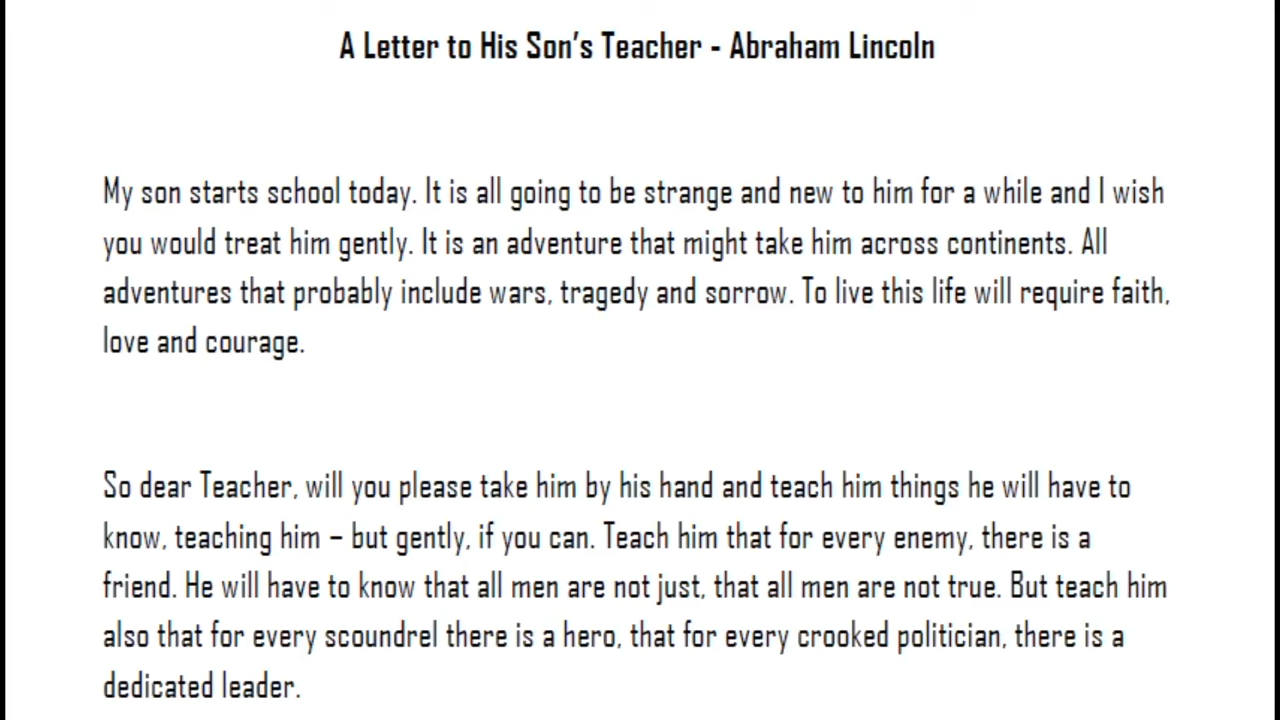 A Letter to His Son's Teacher - Abraham Lincoln
My son starts school today. It is all going to be strange and new to him for a while and I wish
you would treat him gently. It is an adventure that might take him across continents. All
adventures that probably include wars, tragedy and sorrow. To live this life will require faith,
love and courage.
So dear Teacher, will you please take him by his hand and teach him things he will have to
know, teaching him – but gently, if you can. Teach him that for every enemy, there is a
friend. He will have to know that all men are not just, that all men are not true. But teach him
also that for every scoundrel there is a hero, that for every crooked politician, there is a
dedicated leader.